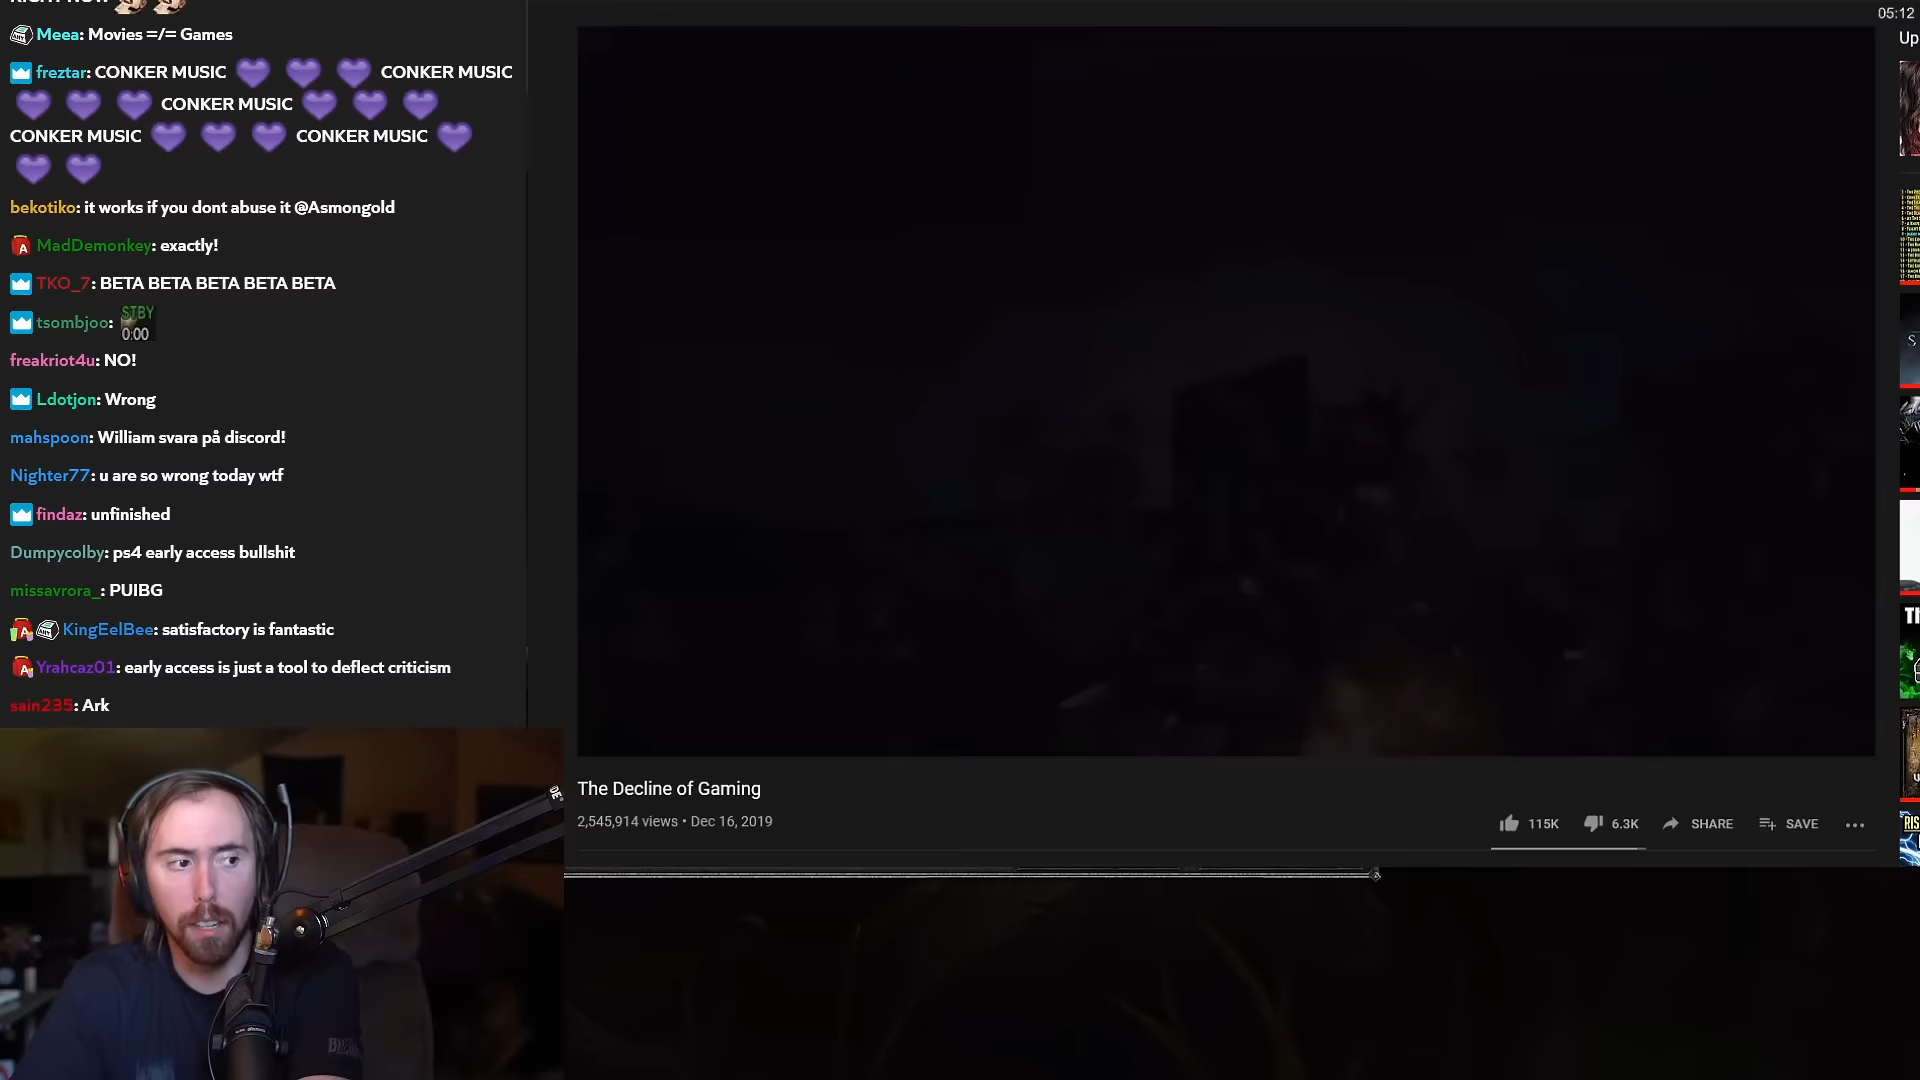 Meea: Movies =/= Games
freztar: CONKER MUSIC CONKER MUSIC
CONKER MUSIC
CONKER MUSIC CONKER MUSIC
bekotiko: it works if you dont abuse it @Asmongold
MadDemonkey: exactly!
TKO_7: BETA BETA BETA BETA BETA
tsombjoo: STBY
0:00
freakriot4u: NO!
Ldotjon: Wrong
mahspoon: William svara på discord!
Nighter77: u are so wrong today wtf
findaz: unfinished
Dumpycolby: ps4 early access bullshit
missavrora_: PUIBG
KingEelBee: satisfactory is fantastic
Yrahcaz01: early access is just a tool to deflect criticism
sain235: Ark
05:12
Up
The Decline of Gaming
2,545,914 views • Dec 16, 2019
115K 6.3K SHARE SAVE